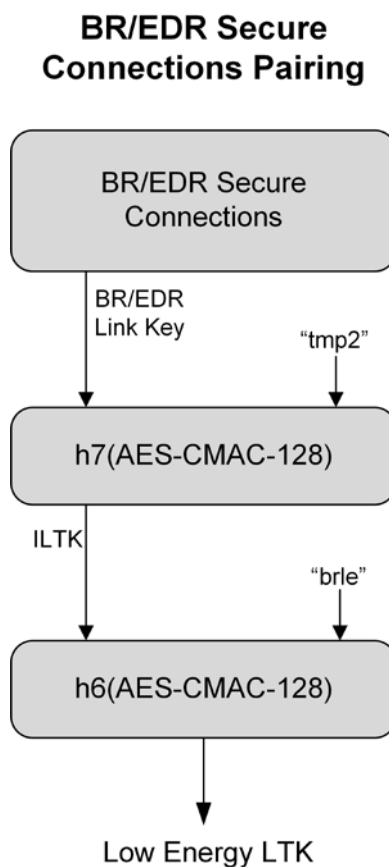 BR/EDR Secure
Connections Pairing
BR/EDR Secure
Connections
BR/EDR
Link Key
“tmp2”
h7(AES-CMAC-128)
ILTK
“brle”
h6(AES-CMAC-128)
Low Energy LTK